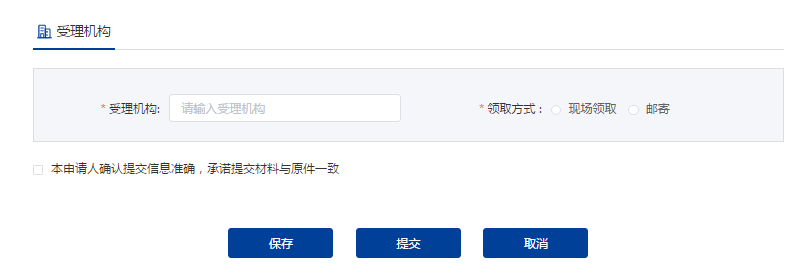 受理机构
* 受理机构: 请输入受理机构 * 领取方式： 现场领取 邮寄
本申请人确认提交信息准确，承诺提交材料与原件一致
保存 提交 取消